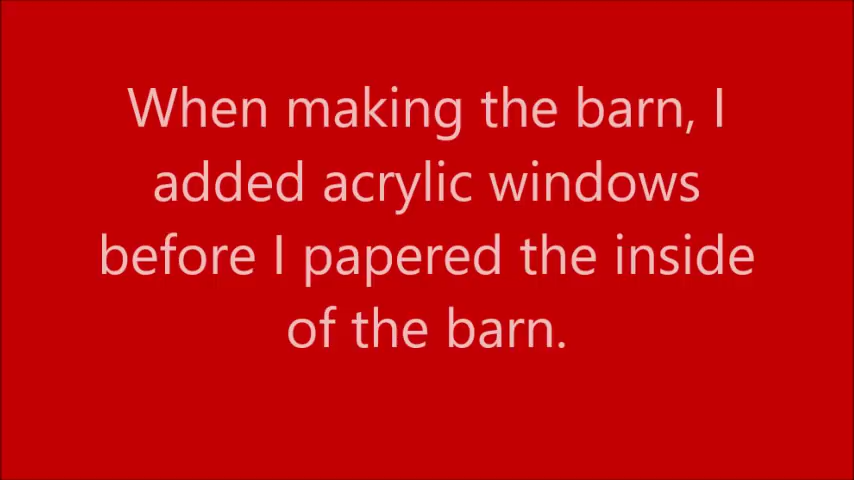 When making the barn, I
added acrylic windows
before I papered the inside
of the barn.